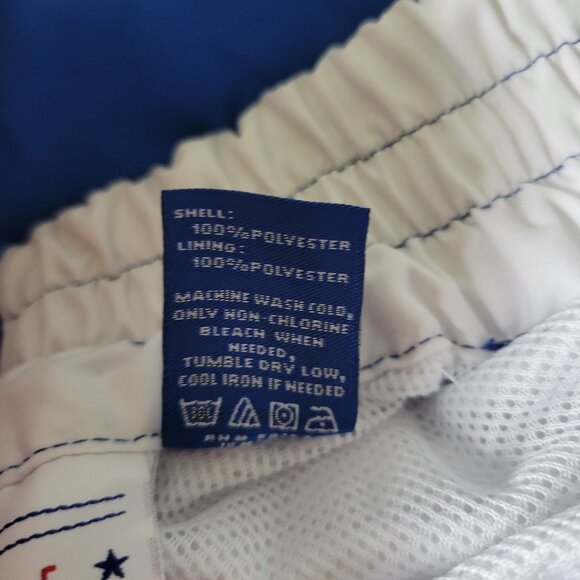 SHELL:
100%POLYESTER
LINING:
100%POLYESTER
MACHINE WASH COLD,
ONLY NON-CHLORINE
BLEACH WHEN
NEEDED,
TUMBLE DRY LOW,
COOL IRON IF NEEDED